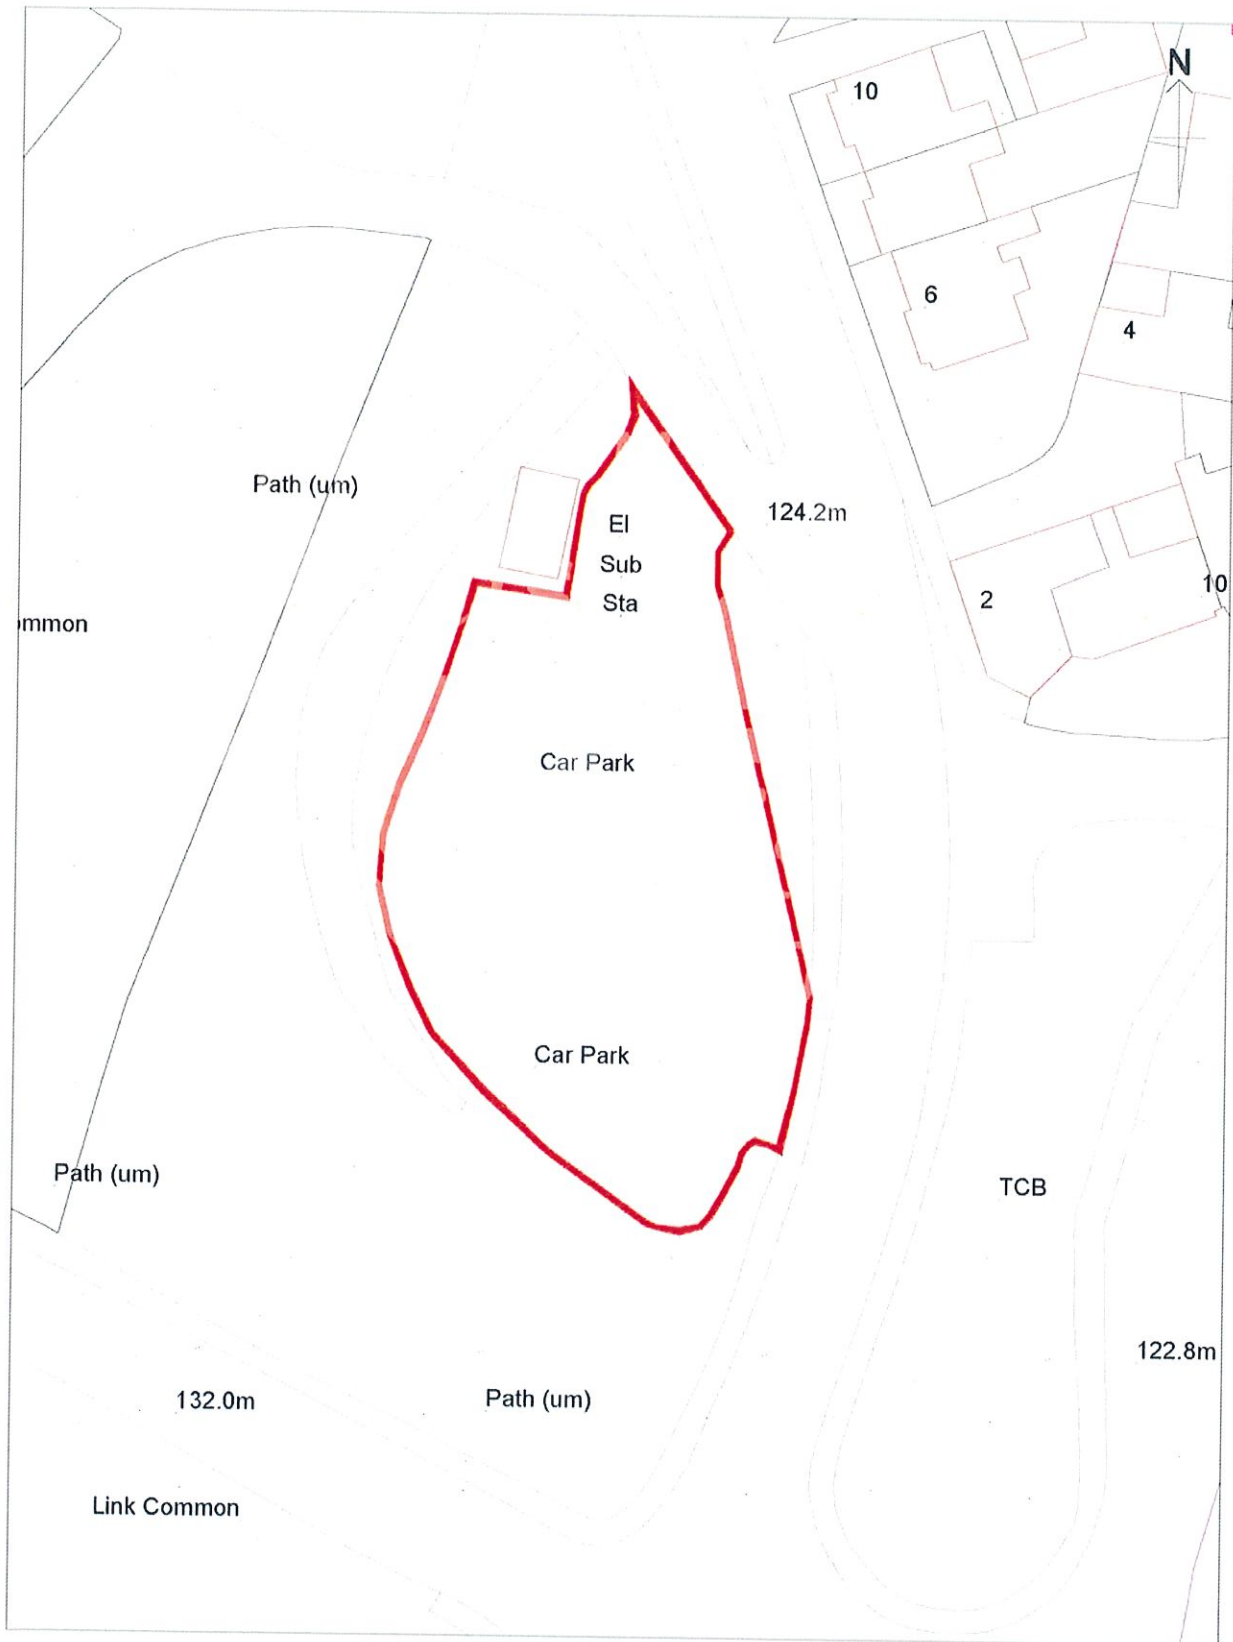 N
10
6
4
Path (um)
124.2m
El
Sub
Sta
10
2
ommon
Car Park
Car Park
Path (um)
TCB
122.8m
132.0m
Path (um)
Link Common